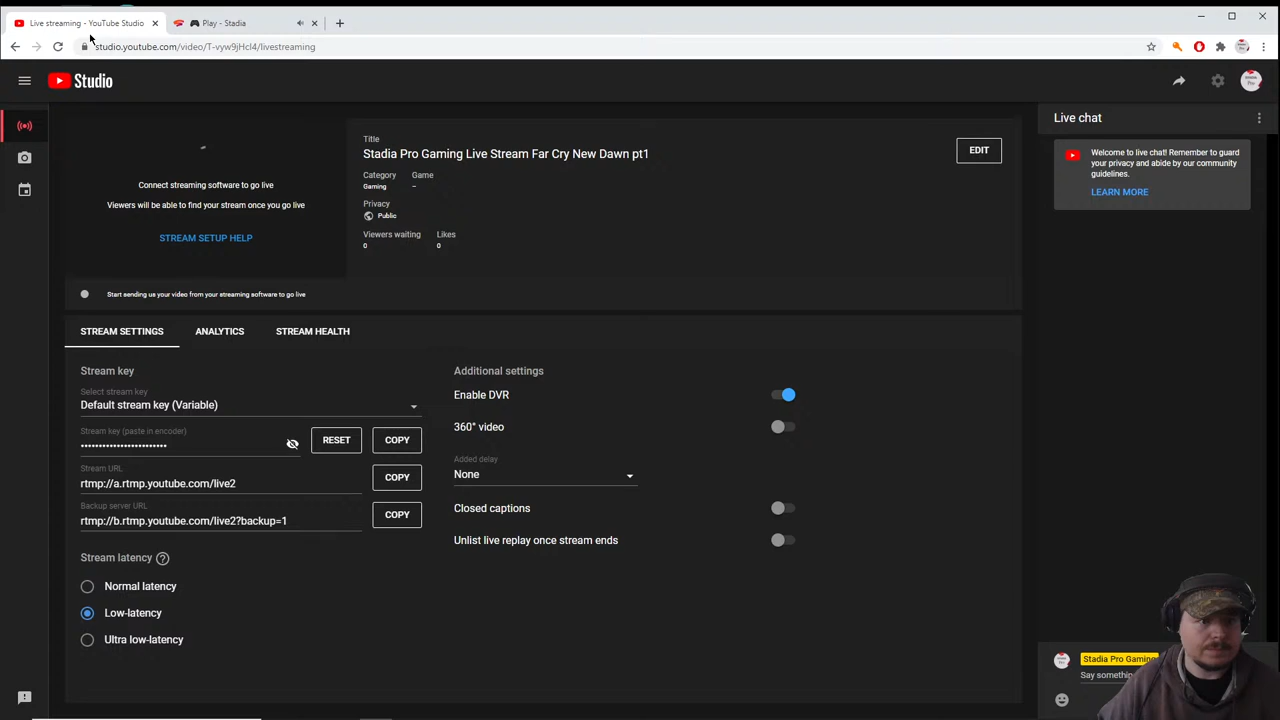 Live streaming - YouTube Studio
Play - Stadia
studio.youtube.com/video/T-vyw9jHcl4/livestreaming
Studio
Live chat
Welcome to live chat! Remember to guard
your privacy and abide by our community
guidelines.
LEARN MORE
Connect streaming software to go live
Viewers will be able to find your stream once you go
live
STREAM SETUP HELP
Title
Stadia Pro Gaming Live Stream Far Cry New Dawn pt1
EDIT
Category
Game
Gaming
–
Privacy
Public
Viewers waiting
Likes
0
0
Start sending us your video from your streaming software to go live
STREAM SETTINGS
ANALYTICS
STREAM HEALTH
Stream key
Select stream key
Default stream key (Variable)
Stream key (paste in encoder)
••••••••••••••••••••••••
RESET
COPY
Stream URL
rtmp://a.rtmp.youtube.com/live2
COPY
Backup server URL
rtmp://b.rtmp.youtube.com/live2?backup=1
COPY
Stream latency
Normal latency
Low-latency
Ultra low-latency
Additional settings
Enable DVR
360° video
Added delay
None
Closed captions
Unlist live replay once stream ends
Stadia Pro Gaming
Say somethin